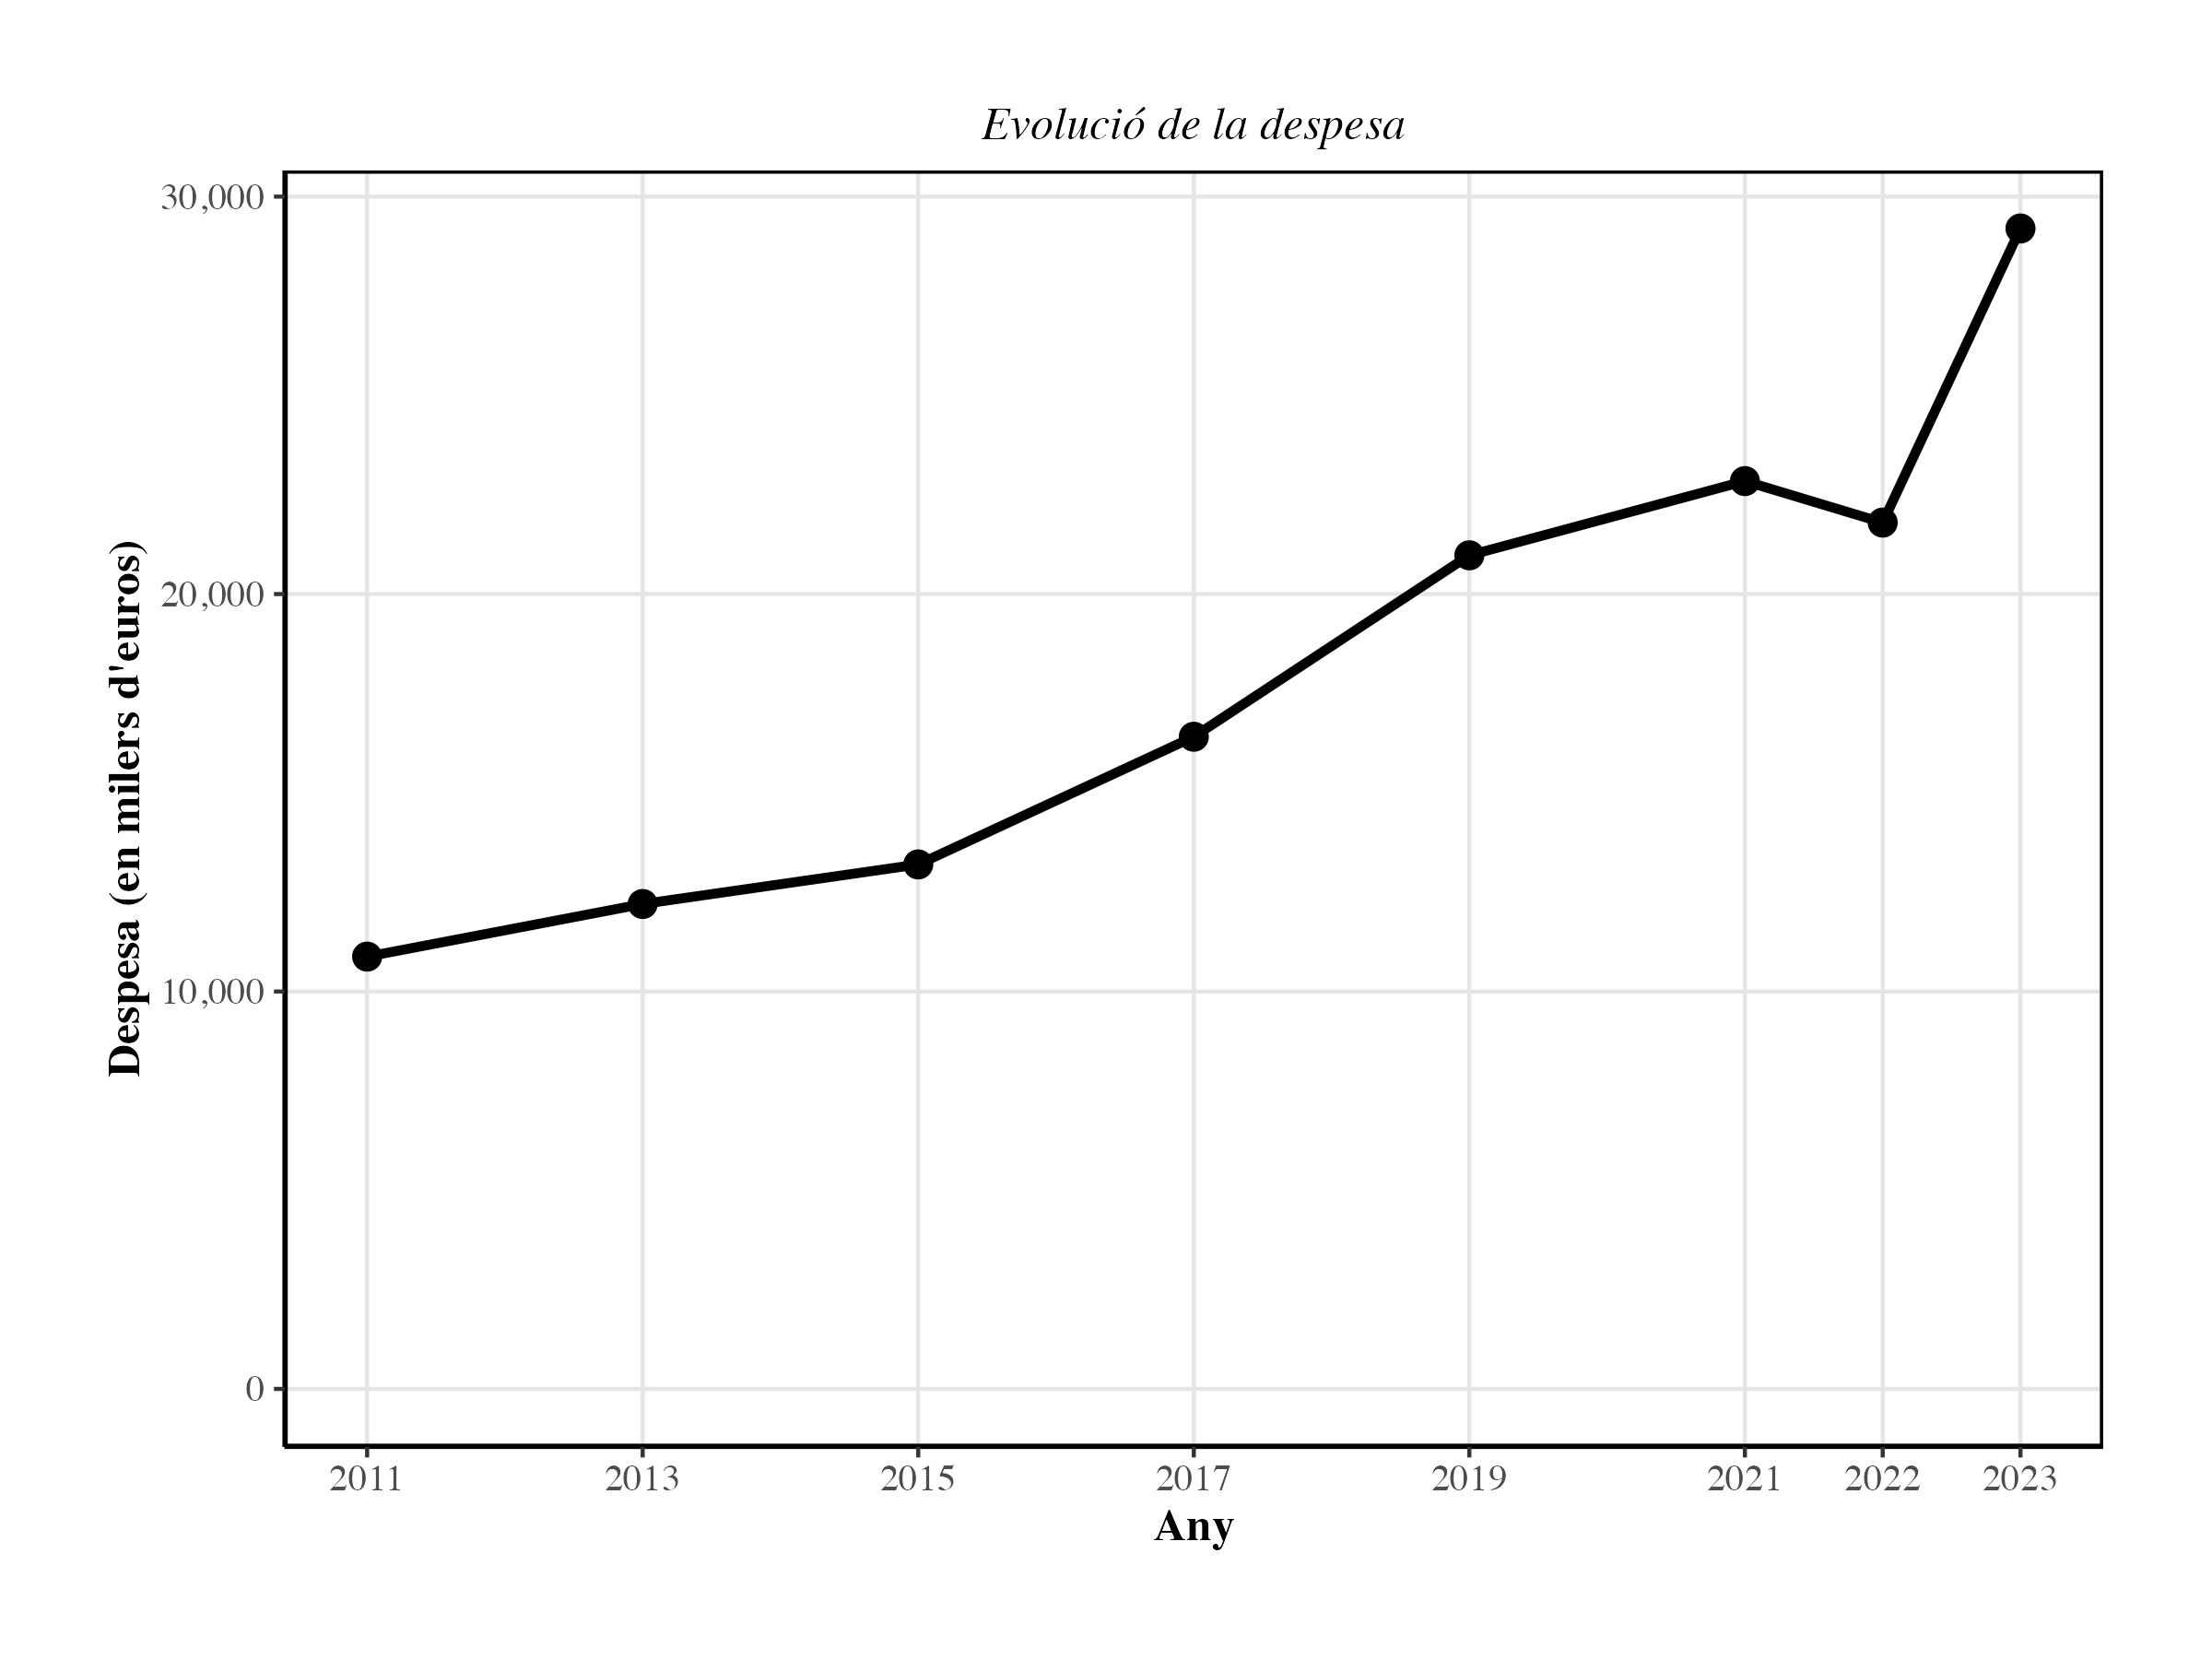 Evolució de la despesa
Despesa (en milers d'euros)
30,000
20,000
10,000
0
2011 2013 2015 2017 2019 2021 2022 2023
Any